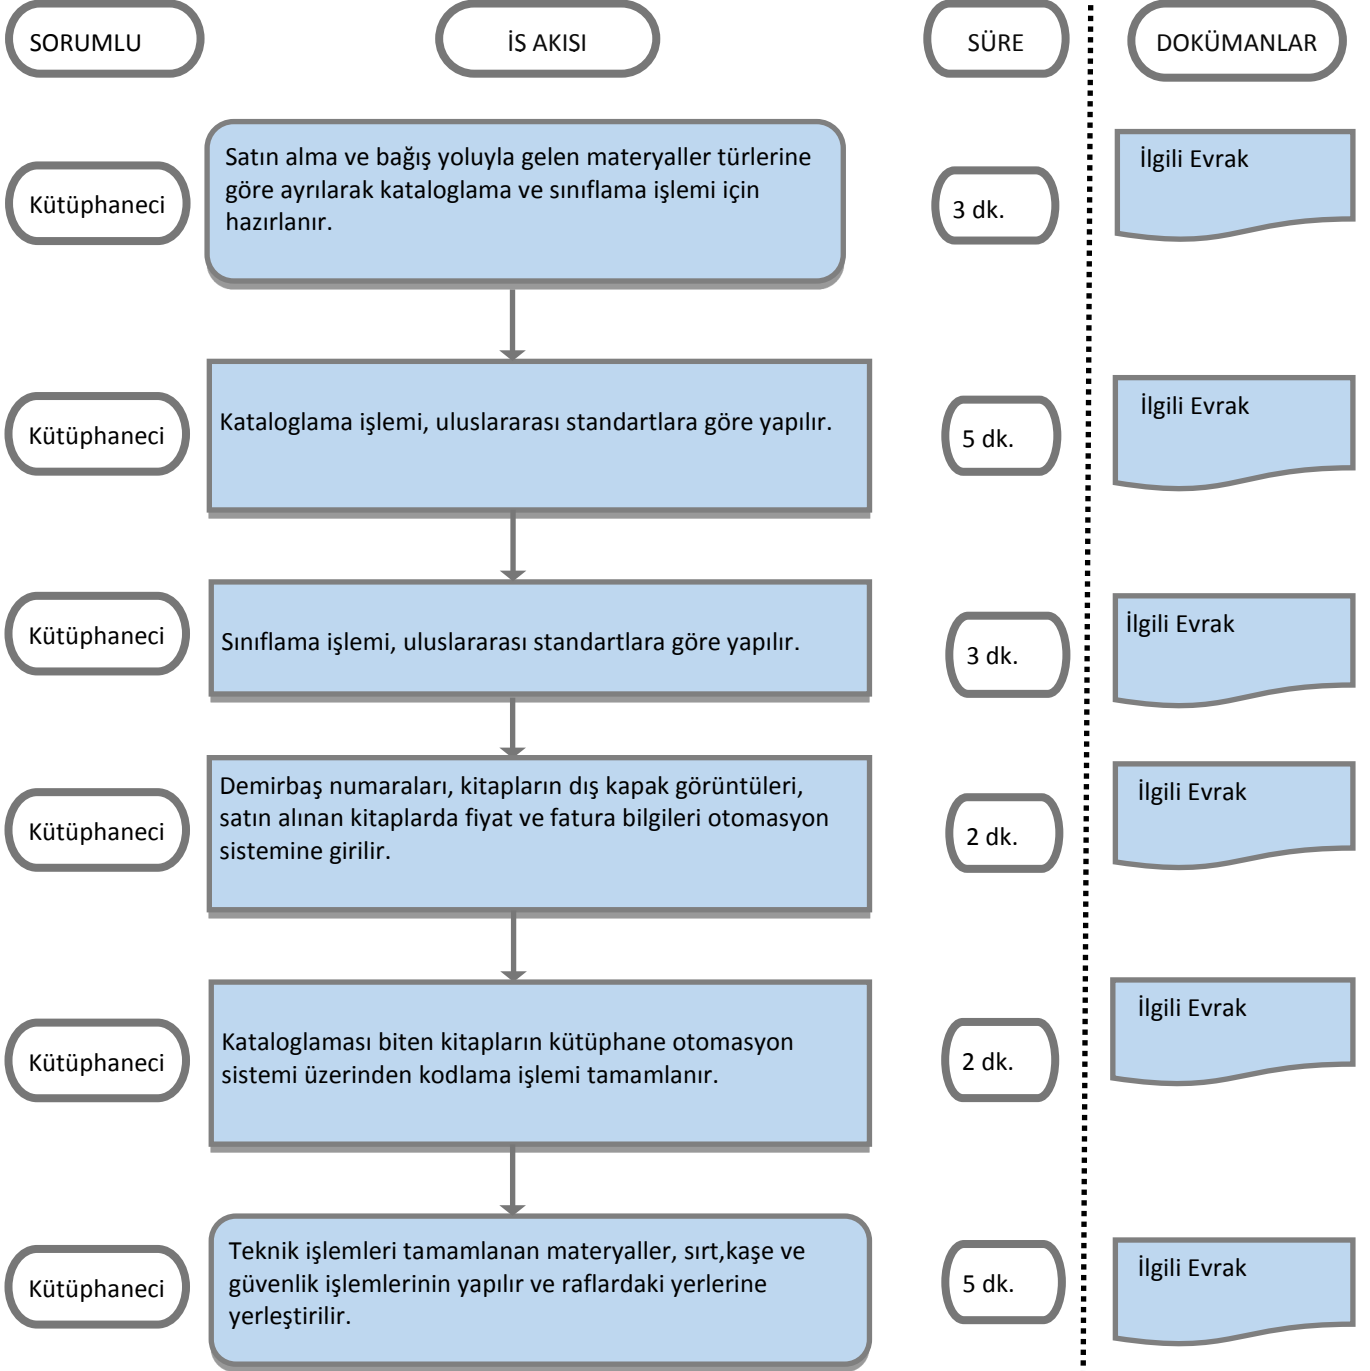 SORUMLU
İS AKISI
SÜRE
DOKÜMANLAR
Kütüphaneci
Satın alma ve bağış yoluyla gelen materyaller türlerine
göre ayrılarak kataloglama ve sınıflama işlemi için
hazırlanır.
3 dk.
İlgili Evrak
Kütüphaneci
Kataloglama işlemi, uluslararası standartlara göre yapılır.
5 dk.
İlgili Evrak
Kütüphaneci
Sınıflama işlemi, uluslararası standartlara göre yapılır.
3 dk.
İlgili Evrak
Kütüphaneci
Demirbaş numaraları, kitapların dış kapak görüntüleri,
satın alınan kitaplarda fiyat ve fatura bilgileri otomasyon
sistemine girilir.
2 dk.
İlgili Evrak
Kütüphaneci
Kataloglaması biten kitapların kütüphane otomasyon
sistemi üzerinden kodlama işlemi tamamlanır.
2 dk.
İlgili Evrak
Kütüphaneci
Teknik işlemleri tamamlanan materyaller, sırt,kaşe ve
güvenlik işlemlerinin yapılır ve raflardaki yerlerine
yerleştirilir.
5 dk.
İlgili Evrak